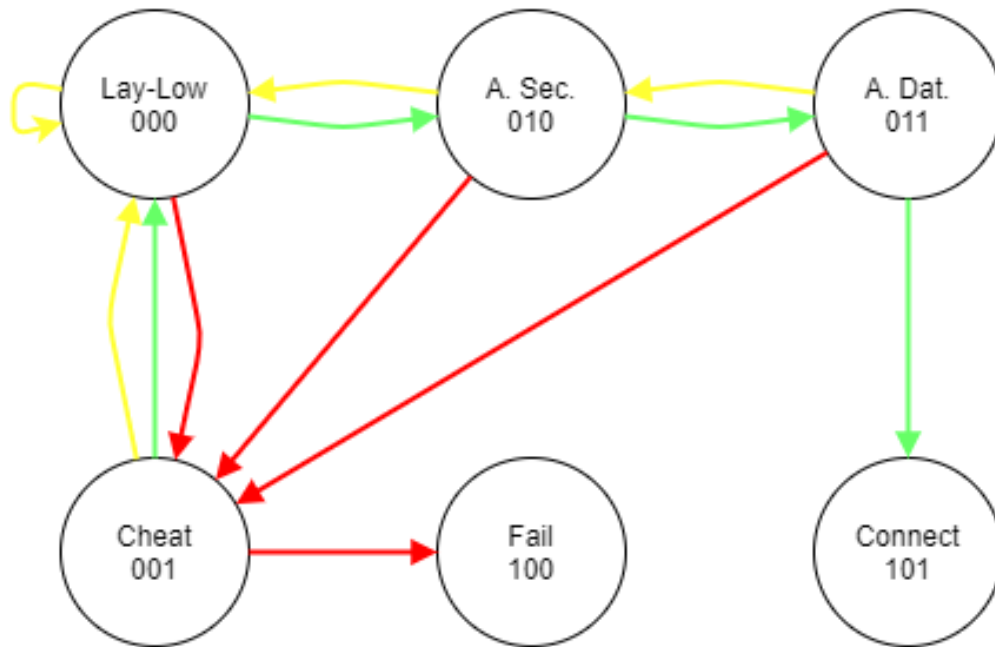 Lay-Low
000
A. Sec.
010
A. Dat.
011
Cheat
001
Fail
100
Connect
101